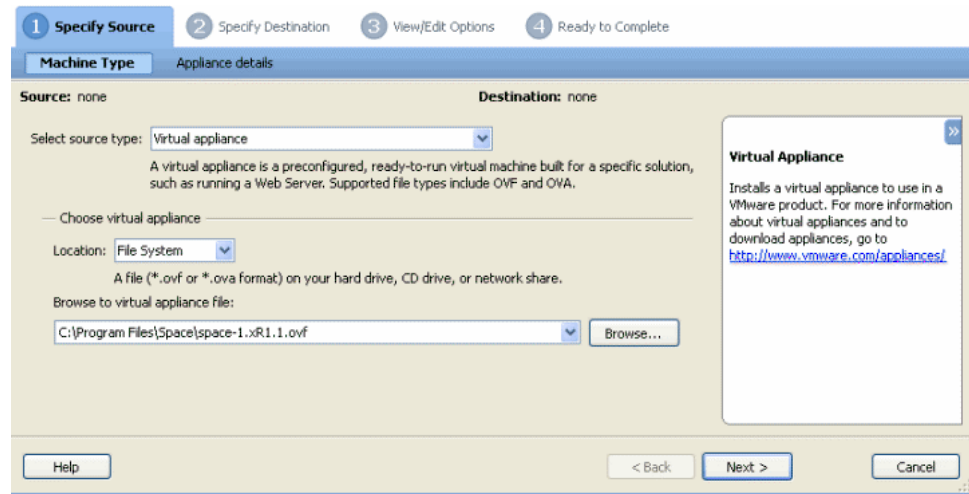 1 Specify Source 2 Specify Destination 3 View/Edit Options 4 Ready to Complete
Machine Type Appliance details
Source: none Destination: none
Select source type: Virtual appliance
A virtual appliance is a preconfigured, ready-to-run virtual machine built for a specific solution,
such as running a Web Server. Supported file types include OVF and OVA.
Choose virtual appliance
Location: File System
A file (*.ovf or *.ova format) on your hard drive, CD drive, or network share.
Browse to virtual appliance file:
C:\Program Files\Space\space-1.xR1.1.ovf Browse...
»
Virtual Appliance
Installs a virtual appliance to use in a
VMware product. For more information
about virtual appliances and to
download appliances, go to
http://www.vmware.com/appliances/
Help < Back Next > Cancel